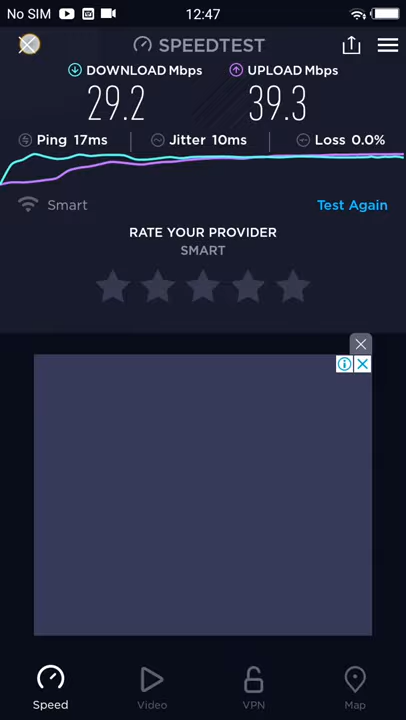 No SIM 12:47
SPEEDTEST
DOWNLOAD Mbps UPLOAD Mbps
29.2 39.3
Ping 17ms Jitter 10ms Loss 0.0%
Smart Test Again
RATE YOUR PROVIDER
SMART
Speed Video VPN Map